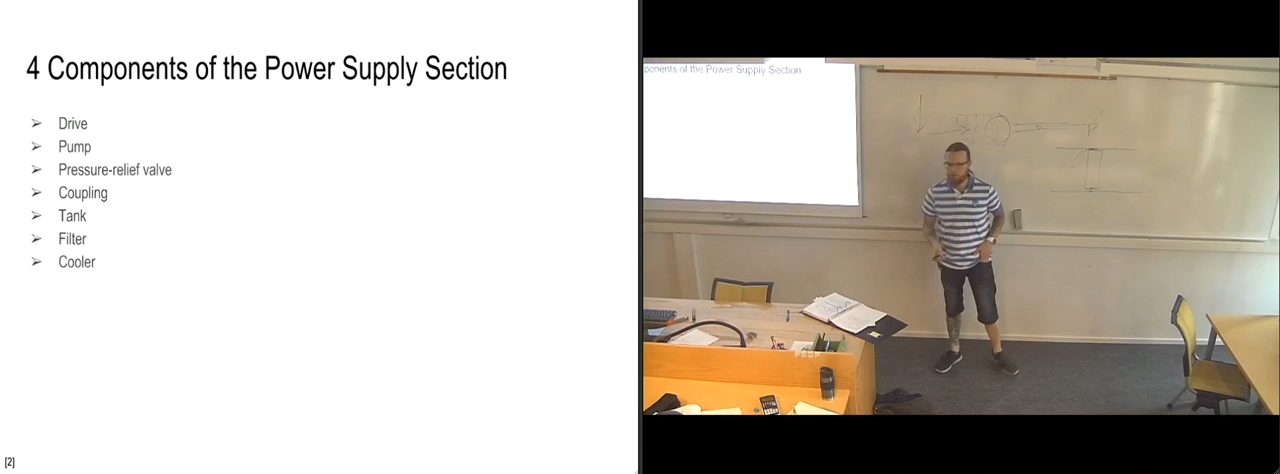 4 Components of the Power Supply Section
➢ Drive
➢ Pump
➢ Pressure-relief valve
➢ Coupling
➢ Tank
➢ Filter
➢ Cooler
[2]
ponents of the Power Supply Section
P